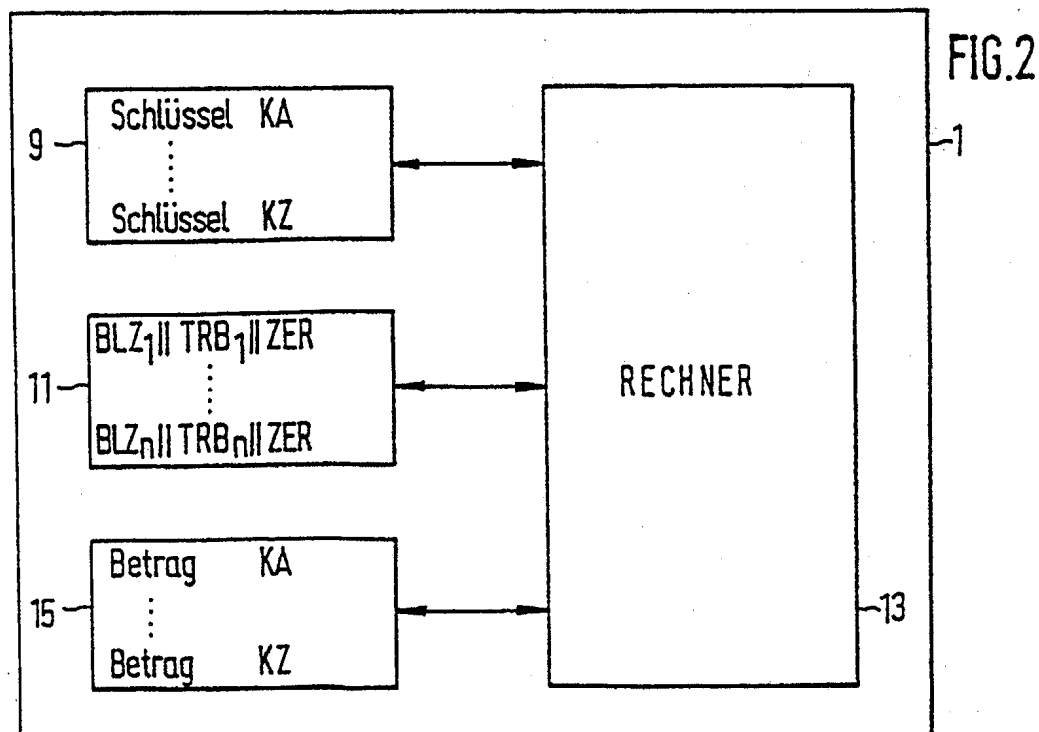 FIG.2
1
9
Schlüssel KA
Schlüssel KZ
11
BLZ1|| TRB1|| ZER
BLZn|| TRBn|| ZER
RECHNER
15
Betrag KA
Betrag KZ
13